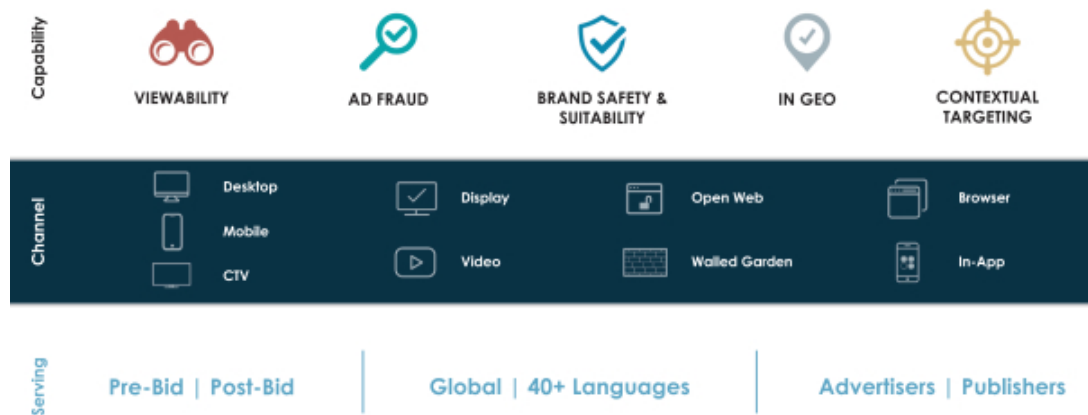 Capability
VIEWABILITY
AD FRAUD
BRAND SAFETY &
SUITABILITY
IN GEO
CONTEXTUAL
TARGETING
Channel
Desktop
Mobile
CTV
Display
Video
Open Web
Walled Garden
Browser
In-App
Serving
Pre-Bid | Post-Bid
Global | 40+ Languages
Advertisers | Publishers